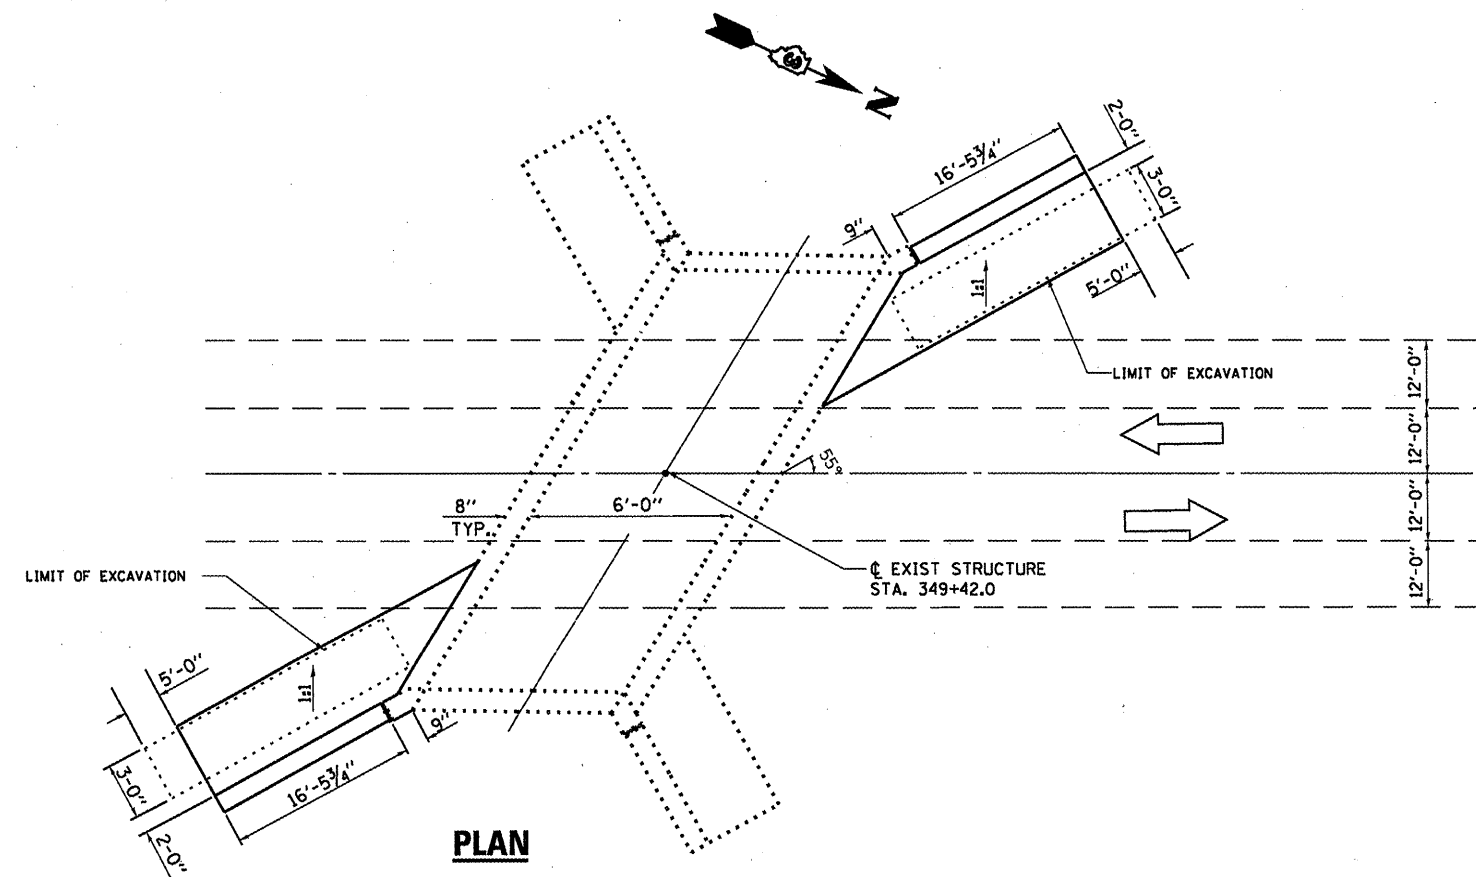 N
2'-0"
16'-5¾"
3'-0"
9"
1:1
5'-0"
LIMIT OF EXCAVATION
12'-0"
12'-0"
12'-0"
12'-0"
55°
8"
TYP.
6'-0"
℄ EXIST STRUCTURE
STA. 349+42.0
LIMIT OF EXCAVATION
5'-0"
1:1
9"
3'-0"
16'-5¾"
2'-0"
PLAN